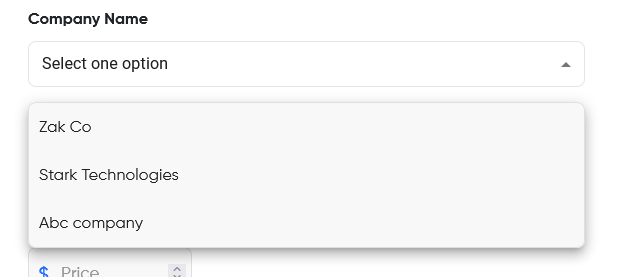 Company Name
Select one option
Zak Co
Stark Technologies
Abc company
$ Price